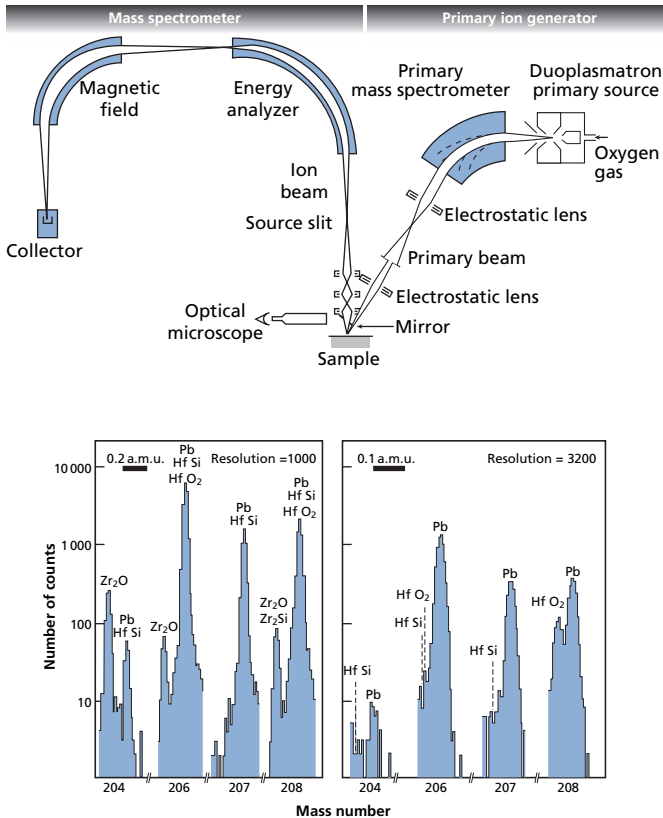 Mass spectrometer
Primary ion generator
Primary
mass spectrometer
Duoplasmatron
primary source
Magnetic
field
Energy
analyzer
Oxygen
gas
Ion
beam
Source slit
Electrostatic lens
Collector
Primary beam
Optical
microscope
Electrostatic lens
Mirror
Sample
Number of counts
10 000
1 000
100
10
0.2 a.m.u.
Resolution =1000
Pb
Hf Si
Hf O2
Pb
Hf Si
Pb
Hf Si
Hf O2
Zr2O
Pb
Hf Si
Zr2O
Zr2O
Zr2Si
204
206
207
208
0.1 a.m.u.
Resolution = 3200
Pb
Pb
Pb
Hf O2
Hf O2
Hf Si
Hf Si
Hf Si
Pb
204
206
207
208
Mass number